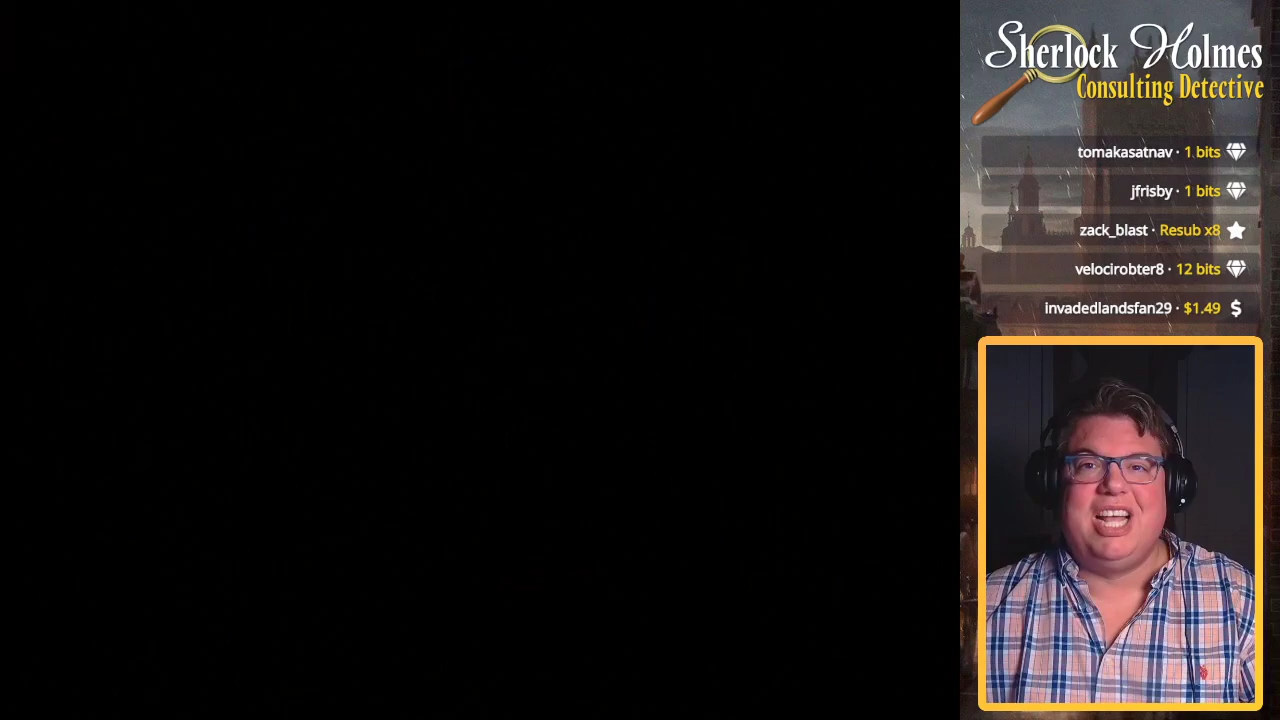 Sherlock Holmes
Consulting Detective
tomakasatnav · 1 bits
jfrisby · 1 bits
zack_blast · Resub x8
velocirobter8 · 12 bits
invadedlandsfan29 · $1.49